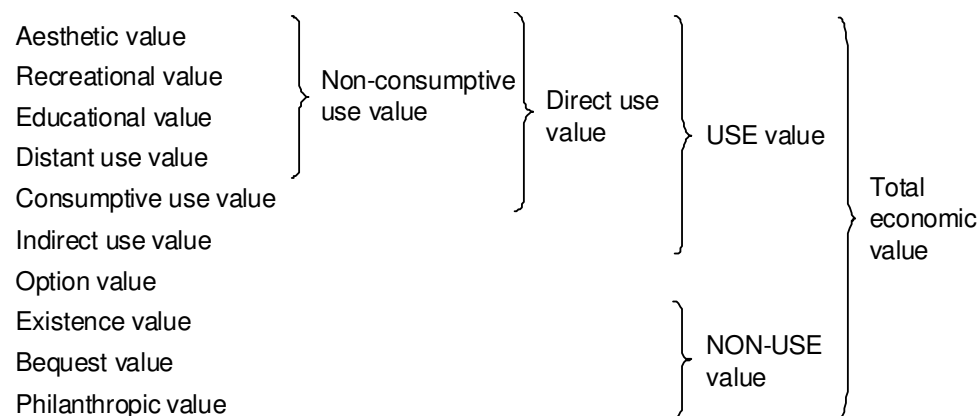 Aesthetic value
Recreational value
Educational value
Distant use value
Consumptive use value
Indirect use value
Option value
Existence value
Bequest value
Philanthropic value
Non-consumptive
use value
Direct use
value
USE value
NON-USE
value
Total
economic
value